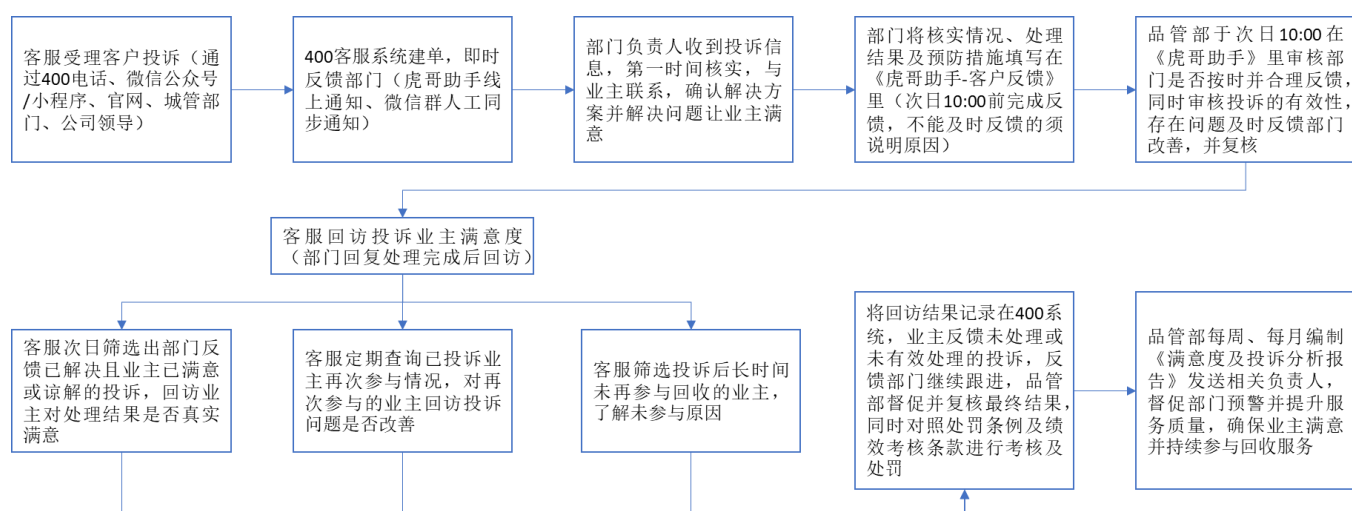 客服受理客户投诉（通
过400电话、微信公众号
/小程序、官网、城管部
门、公司领导）
400客服系统建单，即时
反馈部门（虎哥助手线
上通知、微信群人工同
步通知）
部门负责人收到投诉信
息，第一时间核实，与
业主联系，确认解决方
案并解决问题让业主满
意
部门将核实情况、处理
结果及预防措施填写在
《虎哥助手-客户反馈》
里（次日10:00前完成反
馈，不能及时反馈的须
说明原因）
品管部于次日10:00在
《虎哥助手》里审核部
门是否按时并合理反馈，
同时审核投诉的有效性，
存在问题及时反馈部门
改善，并复核
客服回访投诉业主满意度
（部门回复处理完成后回访）
客服次日筛选出部门反
馈已解决且业主已满意
或谅解的投诉，回访业
主对处理结果是否真实
满意
客服定期查询已投诉业
主再次参与情况，对再
次参与的业主回访投诉
问题是否改善
客服筛选投诉后长时间
未再参与回收的业主，
了解未参与原因
将回访结果记录在400系
统，业主反馈未处理或
未有效处理的投诉，反
馈部门继续跟进，品管
部督促并复核最终结果，
同时对照处罚条例及绩
效考核条款进行考核及
处罚
品管部每周、每月编制
《满意度及投诉分析报
告》发送相关负责人，
督促部门预警并提升服
务质量，确保业主满意
并持续参与回收服务